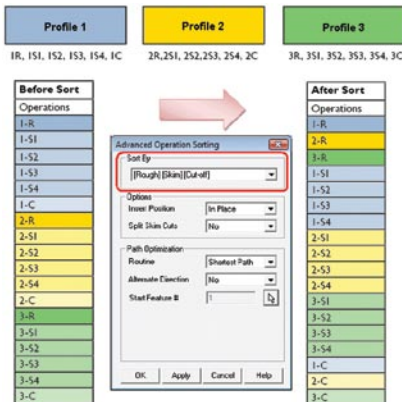 Profile 1
Profile 2
Profile 3
1R, 1S1, 1S2, 1S3, 1S4, 1C
2R,2S1, 2S2,2S3, 2S4, 2C
3R, 3S1, 3S2, 3S3, 3S4, 3C
Before Sort
Operations
1-R
1-S1
1-S2
1-S3
1-S4
1-C
2-R
2-S1
2-S2
2-S3
2-S4
2-C
3-R
3-S1
3-S2
3-S3
3-S4
3-C
Advanced Operation Sorting
Sort By
[Rough] [Skim] [Cut-off]
Options
Insert Position
In Place
Split Skim Cuts
No
Path Optimization
Routine
Shortest Path
Alternate Direction
No
Start Feature #
1
OK
Apply
Cancel
Help
After Sort
Operations
1-R
2-R
3-R
1-S1
1-S2
1-S3
1-S4
2-S1
2-S2
2-S3
2-S4
3-S1
3-S2
3-S3
3-S4
1-C
2-C
3-C